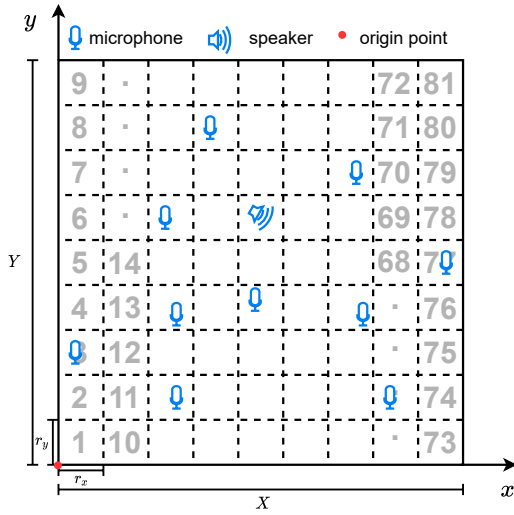 y
microphone speaker origin point
9 · 72 81
8 · 71 80
7 · 70 79
6 · 69 78
Y
5 14 68 77
4 13 · 76
3 12 · 75
2 11 · 74
r_y
1 10 · 73
r_x
x
X